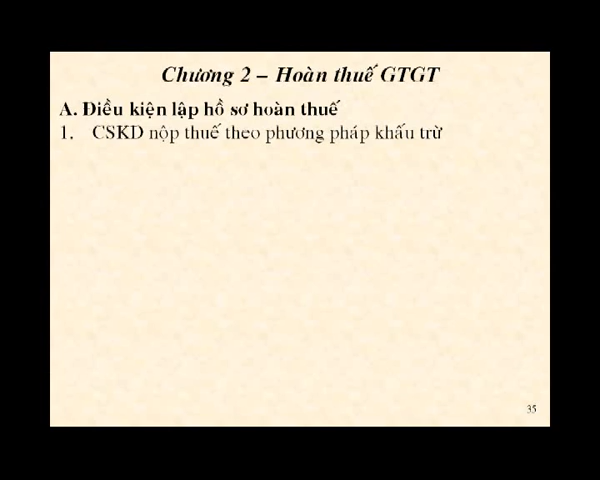 Chương 2 – Hoàn thuế GTGT
A. Điều kiện lập hồ sơ hoàn thuế
1. CSKD nộp thuế theo phương pháp khấu trừ
35